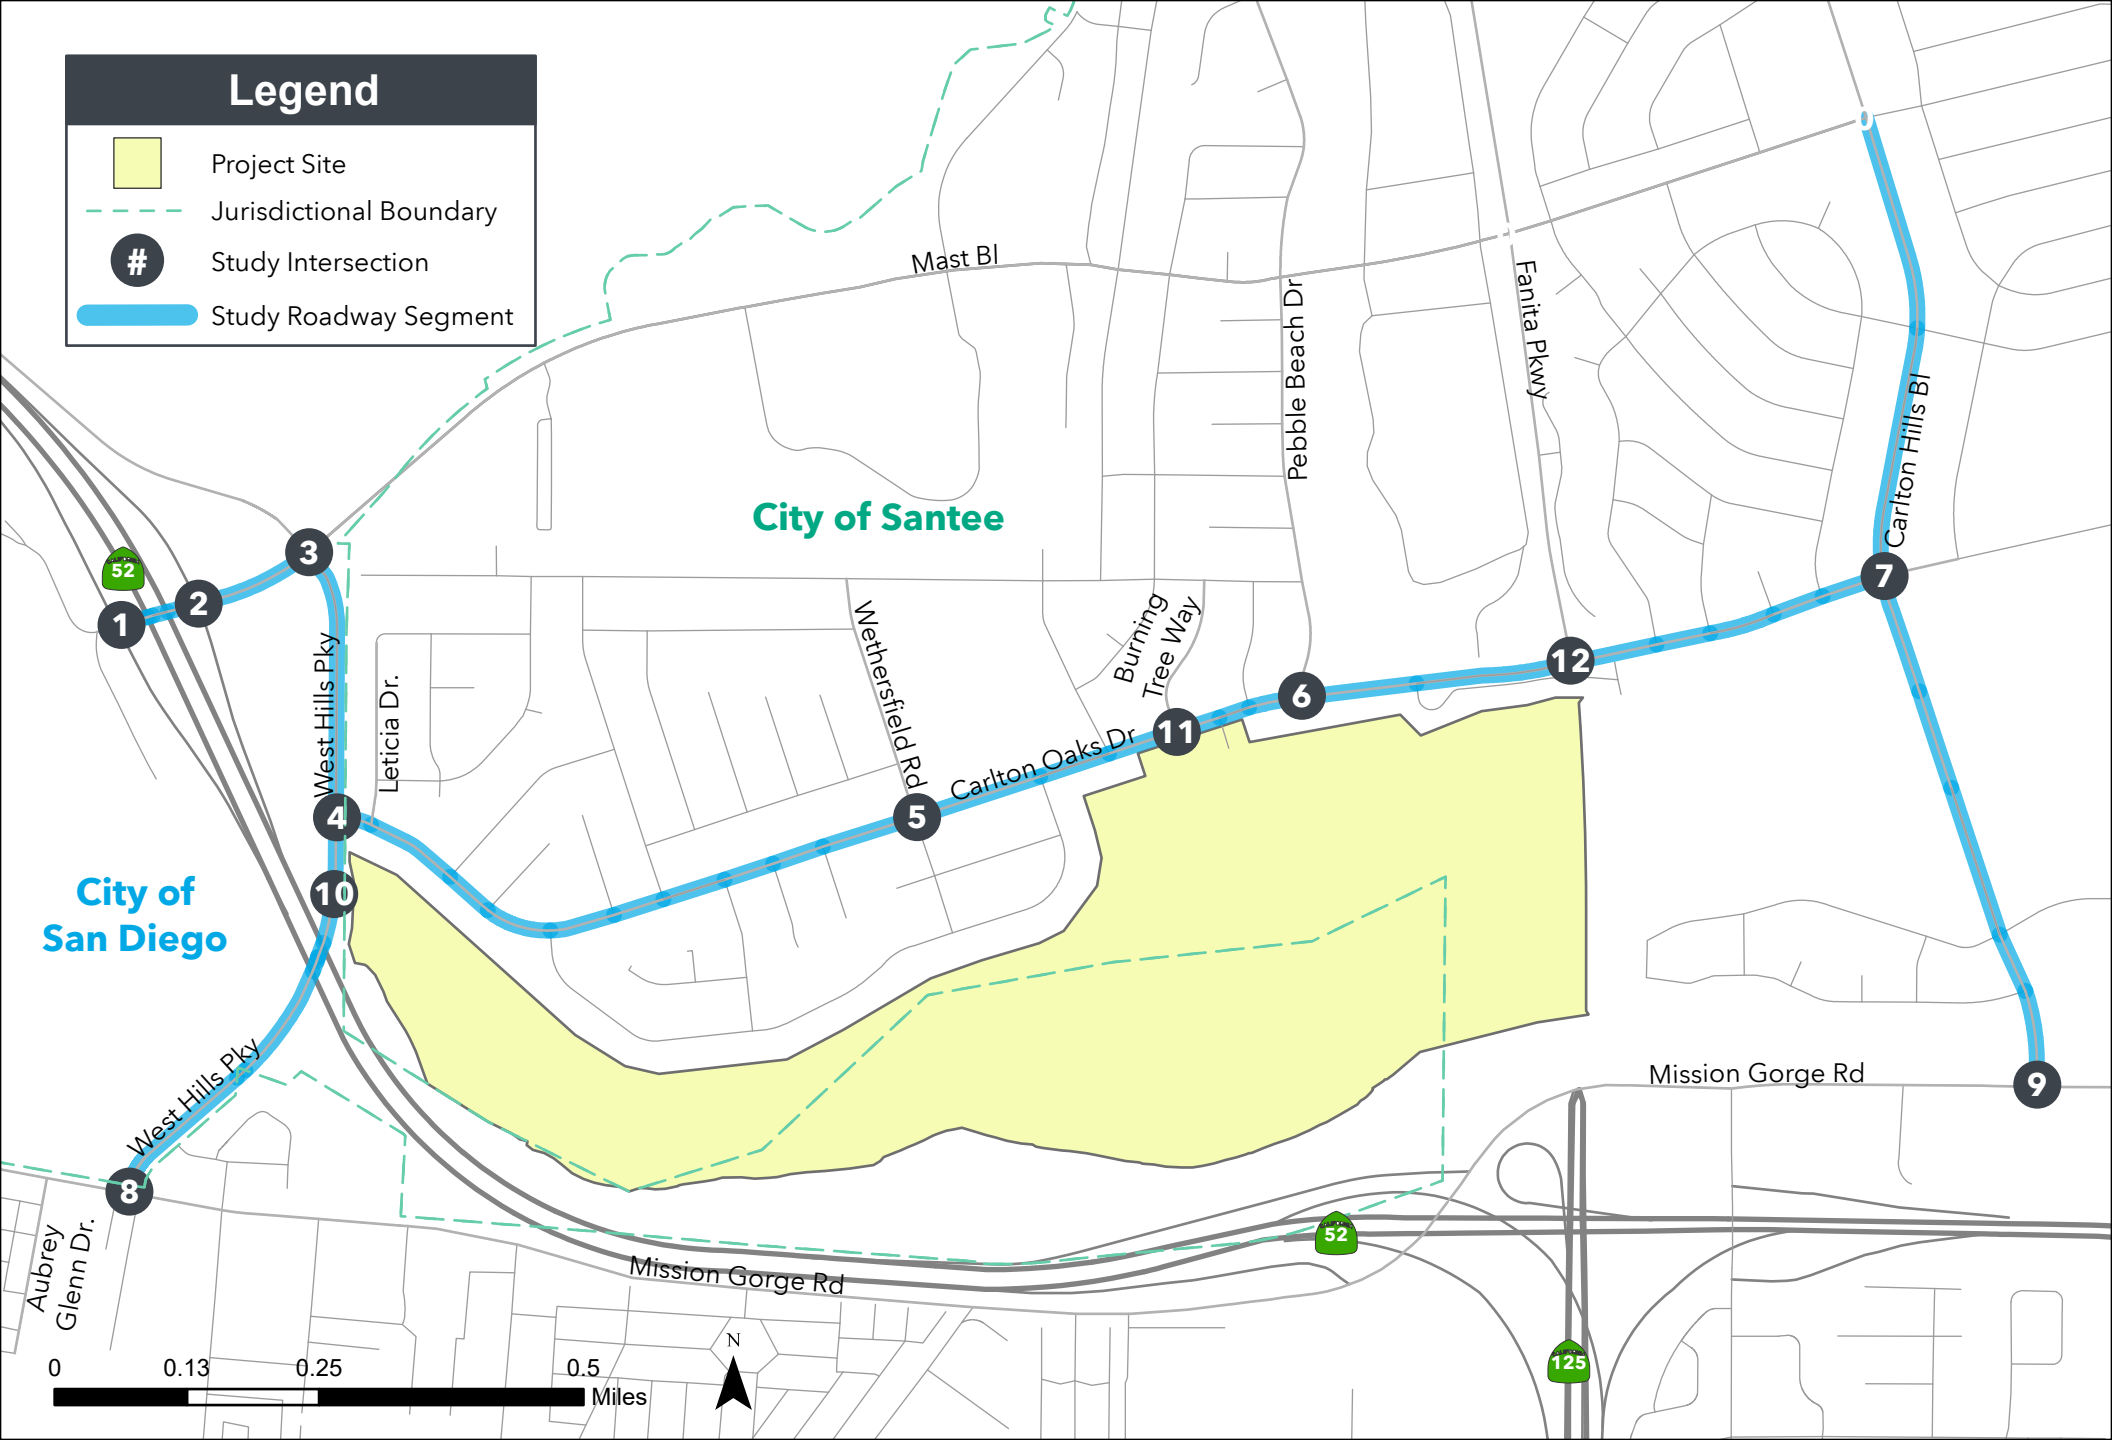 Legend
Project Site
Jurisdictional Boundary
#
Study Intersection
Study Roadway Segment
Mast Bl
Pebble Beach Dr
Fanita Pkwy
Carlton Hills Bl
City of Santee
52
1
2
3
West Hills Pky
Leticia Dr.
Wethersfield Rd
Burning
Tree Way
7
12
6
11
Carlton Oaks Dr
5
4
10
City of
San Diego
West Hills Pky
8
Mission Gorge Rd
9
Aubrey
Glenn Dr.
Mission Gorge Rd
52
125
0
0.13
0.25
0.5
Miles
N